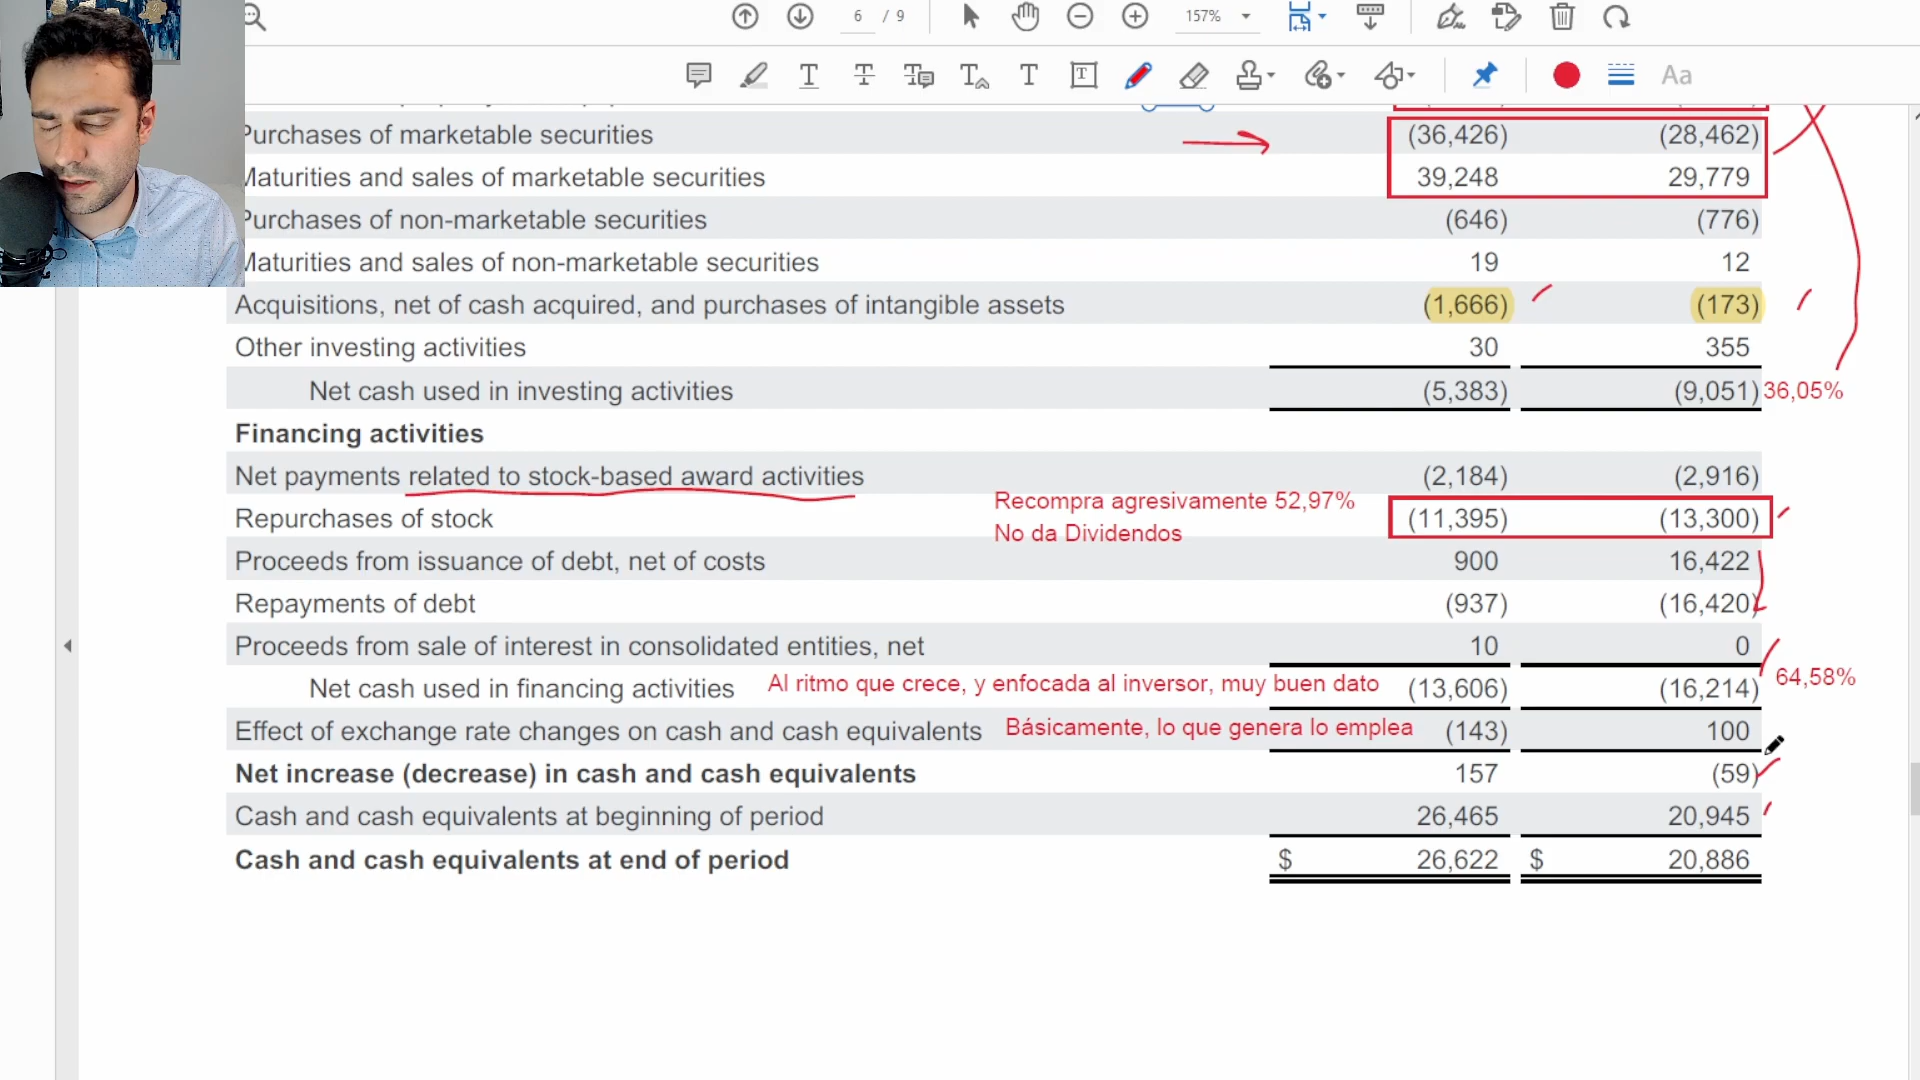 6 / 9 157%
Aa
Purchases of marketable securities (36,426) (28,462)
Maturities and sales of marketable securities 39,248 29,779
Purchases of non-marketable securities (646) (776)
Maturities and sales of non-marketable securities 19 12
Acquisitions, net of cash acquired, and purchases of intangible assets (1,666) (173)
Other investing activities 30 355
Net cash used in investing activities (5,383) (9,051) 36,05%
Financing activities
Net payments related to stock-based award activities (2,184) (2,916)
Recompra agresivamente 52,97%
Repurchases of stock (11,395) (13,300)
No da Dividendos
Proceeds from issuance of debt, net of costs 900 16,422
Repayments of debt (937) (16,420)
Proceeds from sale of interest in consolidated entities, net 10 0
Net cash used in financing activities Al ritmo que crece, y enfocada al inversor, muy buen dato (13,606) (16,214) 64,58%
Effect of exchange rate changes on cash and cash equivalents Básicamente, lo que genera lo emplea (143) 100
Net increase (decrease) in cash and cash equivalents 157 (59)
Cash and cash equivalents at beginning of period 26,465 20,945
Cash and cash equivalents at end of period $ 26,622 $ 20,886